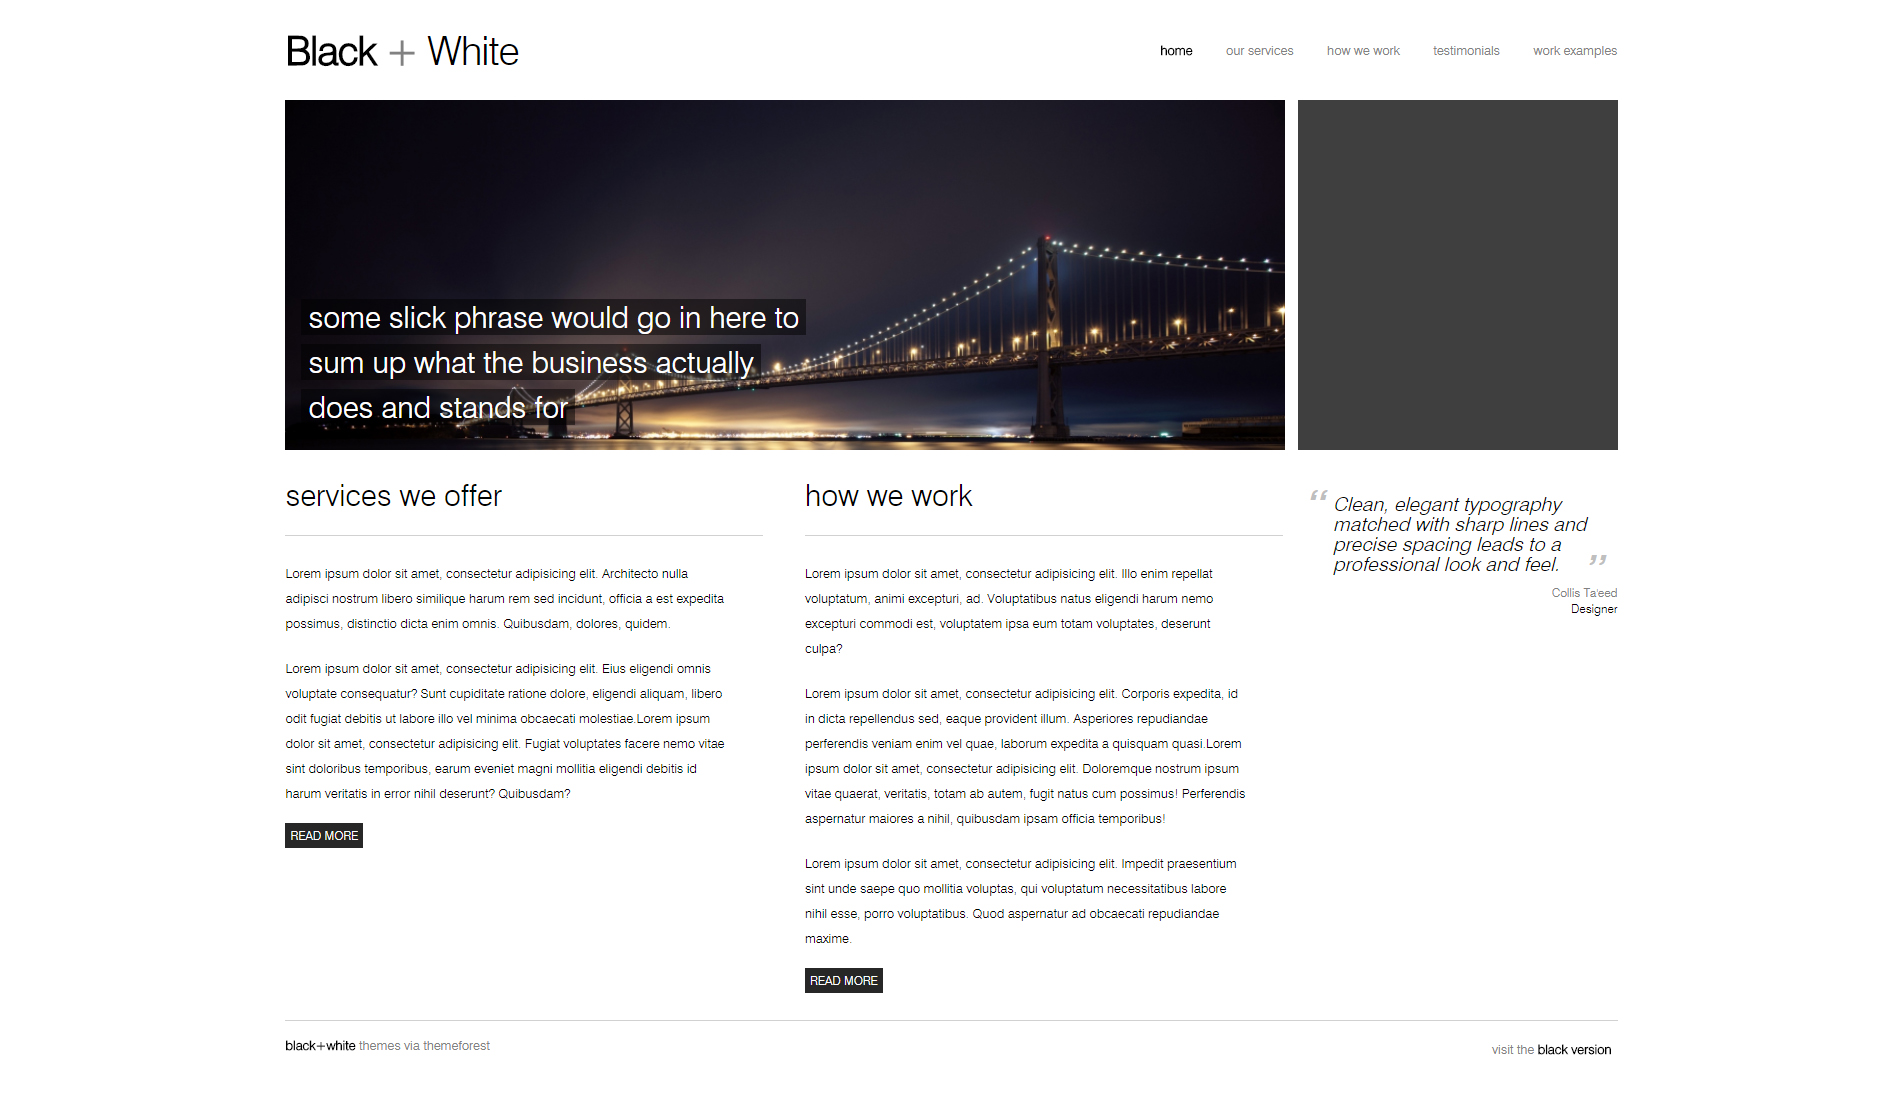 Black + White
home our services how we work testimonials work examples
some slick phrase would go in here to
sum up what the business actually
does and stands for
services we offer
Lorem ipsum dolor sit amet, consectetur adipisicing elit. Architecto nulla
adipisci nostrum libero similique harum rem sed incidunt, officia a est expedita
possimus, distinctio dicta enim omnis. Quibusdam, dolores, quidem.
Lorem ipsum dolor sit amet, consectetur adipisicing elit. Eius eligendi omnis
voluptate consequatur? Sunt cupiditate ratione dolore, eligendi aliquam, libero
odit fugiat debitis ut labore illo vel minima obcaecati molestiae.Lorem ipsum
dolor sit amet, consectetur adipisicing elit. Fugiat voluptates facere nemo vitae
sint doloribus temporibus, earum eveniet magni mollitia eligendi debitis id
harum veritatis in error nihil deserunt? Quibusdam?
READ MORE
how we work
Lorem ipsum dolor sit amet, consectetur adipisicing elit. Illo enim repellat
voluptatum, animi excepturi, ad. Voluptatibus natus eligendi harum nemo
excepturi commodi est, voluptatem ipsa eum totam voluptates, deserunt
culpa?
Lorem ipsum dolor sit amet, consectetur adipisicing elit. Corporis expedita, id
in dicta repellendus sed, eaque provident illum. Asperiores repudiandae
perferendis veniam enim vel quae, laborum expedita a quisquam quasi.Lorem
ipsum dolor sit amet, consectetur adipisicing elit. Doloremque nostrum ipsum
vitae quaerat, veritatis, totam ab autem, fugit natus cum possimus! Perferendis
aspernatur maiores a nihil, quibusdam ipsam officia temporibus!
Lorem ipsum dolor sit amet, consectetur adipisicing elit. Impedit praesentium
sint unde saepe quo mollitia voluptas, qui voluptatum necessitatibus labore
nihil esse, porro voluptatibus. Quod aspernatur ad obcaecati repudiandae
maxime.
READ MORE
“ Clean, elegant typography
matched with sharp lines and
precise spacing leads to a
professional look and feel. ”
Collis Ta'eed
Designer
black+white themes via themeforest
visit the black version